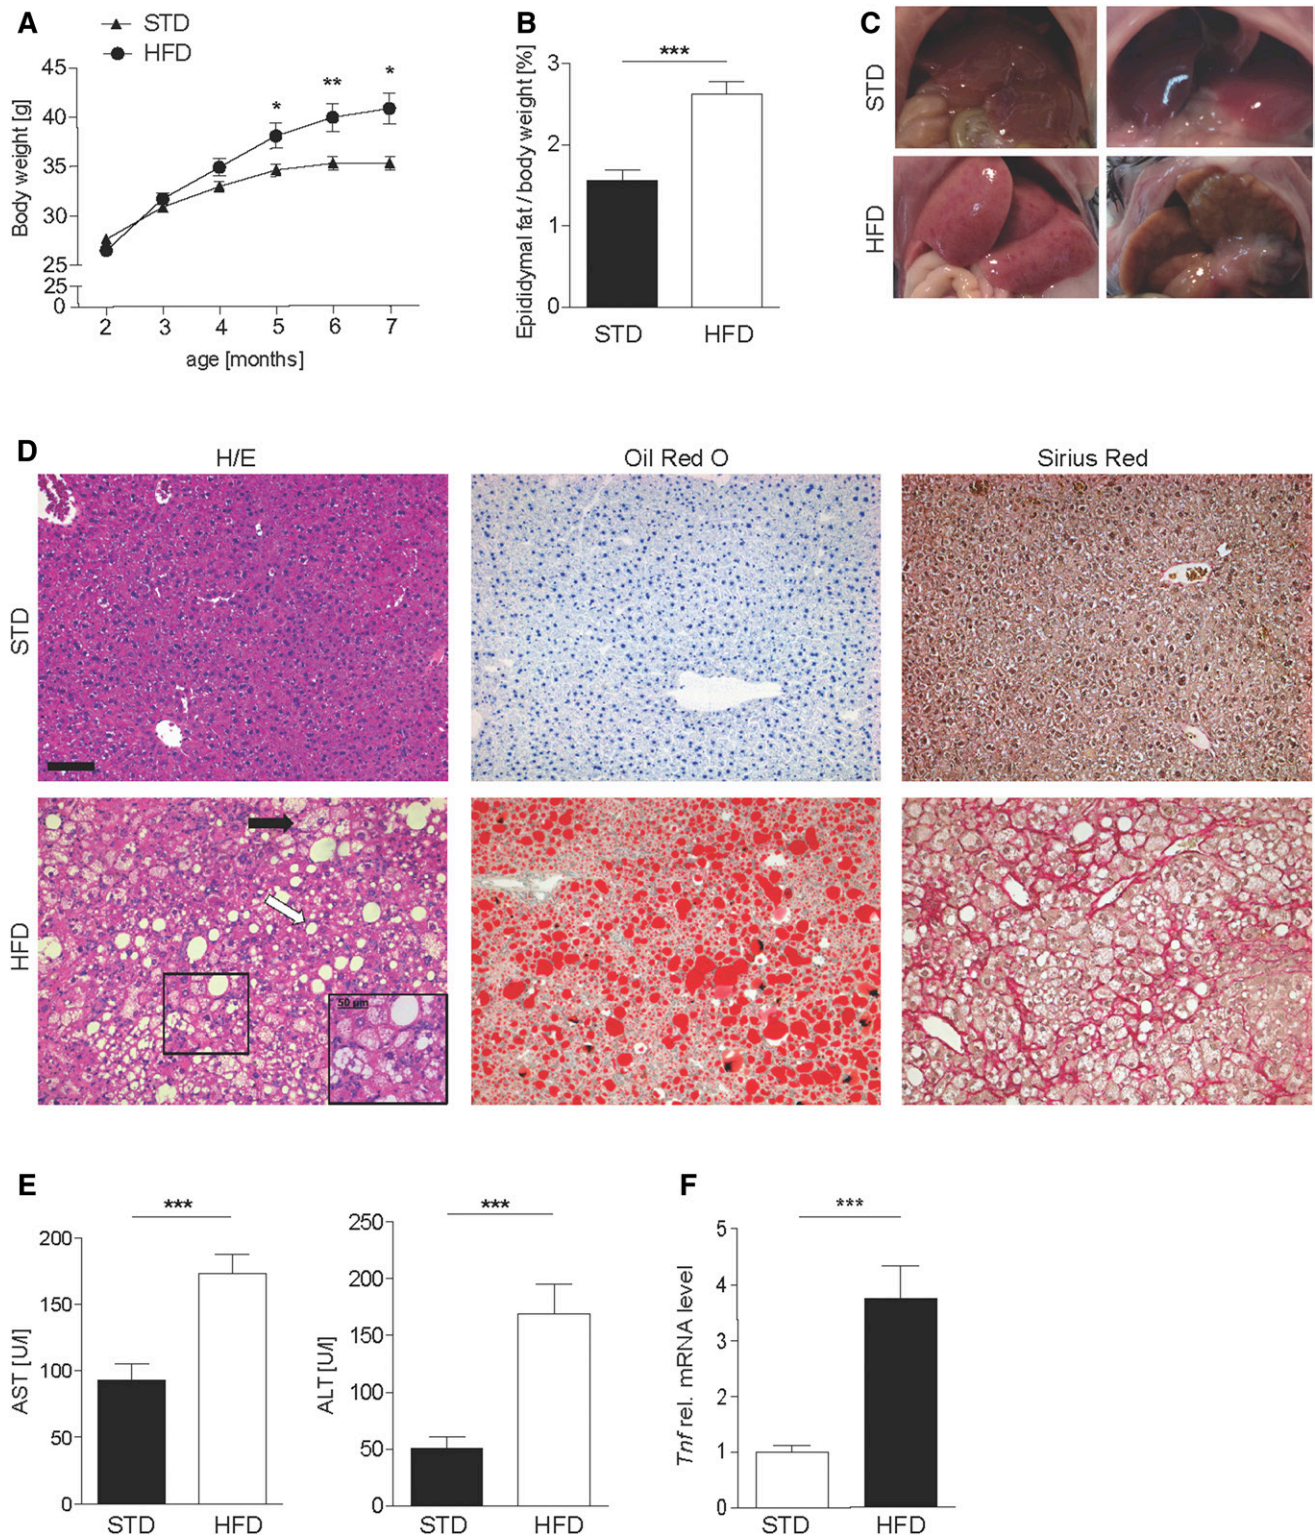 A
STD
HFD
Body weight [g]
45
40
35
30
25
25
0
*
**
*
2 3 4 5 6 7
age [months]
B
Epididymal fat / body weight [%]
3
2
1
0
***
STD HFD
C
STD
HFD
D
H/E Oil Red O Sirius Red
STD
HFD
50 µm
E
AST [U/l]
200
150
100
50
0
***
STD HFD
ALT [U/l]
250
200
150
100
50
0
***
STD HFD
F
Tnf rel. mRNA level
5
4
3
2
1
0
***
STD HFD